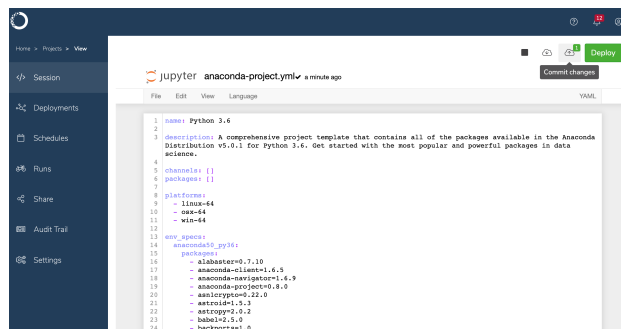 12
Home > Projects > View
1
Deploy
Session
Commit changes
jupyter anaconda-project.yml✔ a minute ago
File Edit View Language YAML
Deployments
1 name: Python 3.6
2
3 description: A comprehensive project template that contains all of the packages available in the Anaconda
Distribution v5.0.1 for Python 3.6. Get started with the most popular and powerful packages in data
science.
4
5 channels: []
6 packages: []
7
8 platforms:
9 - linux-64
10 - osx-64
11 - win-64
12
13 env_specs:
14 anaconda50_py36:
15 packages:
16 - alabaster=0.7.10
17 - anaconda-client=1.6.5
18 - anaconda-navigator=1.6.9
19 - anaconda-project=0.8.0
20 - asn1crypto=0.22.0
21 - astroid=1.5.3
22 - astropy=2.0.2
23 - babel=2.5.0
24 - backports=1.0
Schedules
Runs
Share
Audit Trail
Settings